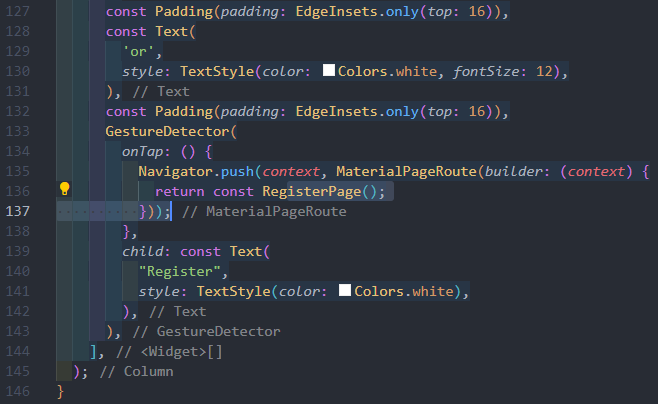 127 const Padding(padding: EdgeInsets.only(top: 16)),
128 const Text(
129 'or',
130 style: TextStyle(color: Colors.white, fontSize: 12),
131 ), // Text
132 const Padding(padding: EdgeInsets.only(top: 16)),
133 GestureDetector(
134 onTap: () {
135 Navigator.push(context, MaterialPageRoute(builder: (context) {
136 return const RegisterPage();
137 ········})); // MaterialPageRoute
138 },
139 child: const Text(
140 "Register",
141 style: TextStyle(color: Colors.white),
142 ), // Text
143 ), // GestureDetector
144 ], // <Widget>[]
145 ); // Column
146 }